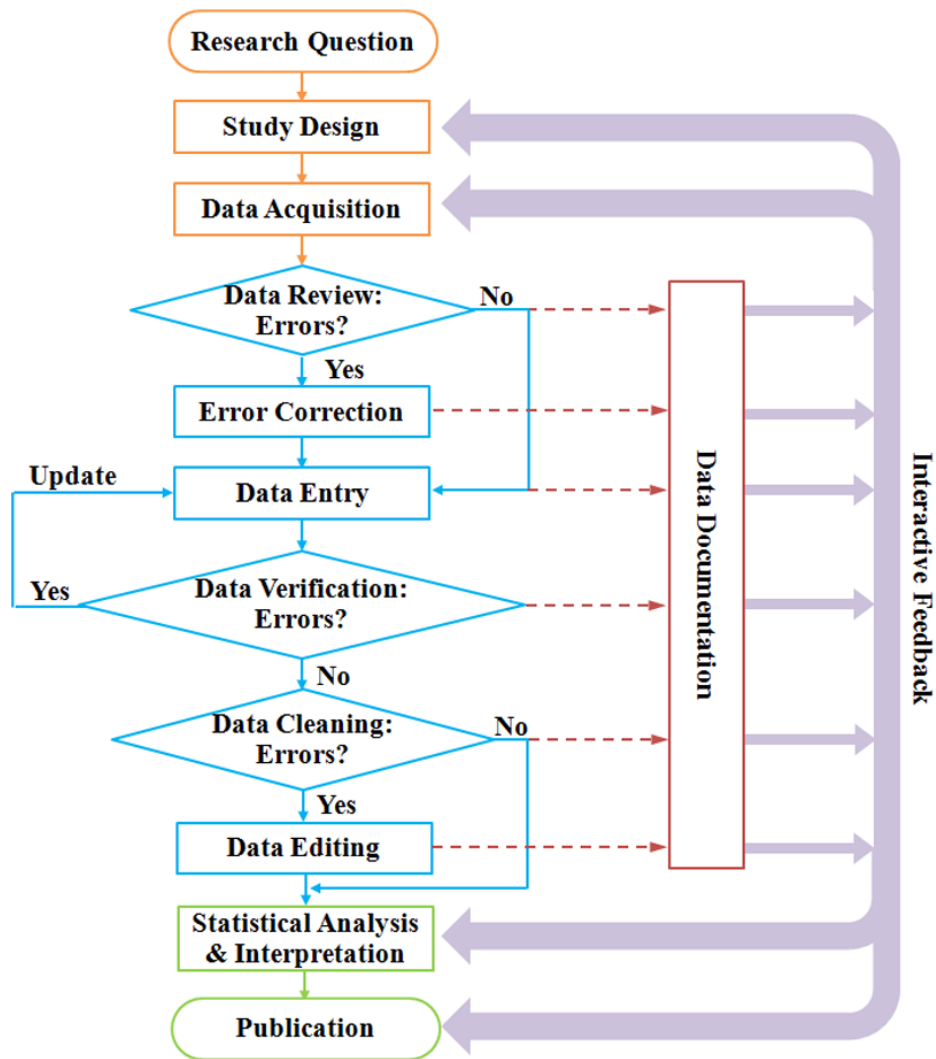 Research Question
Study Design
Data Acquisition
Data Review:
Errors?
No
Yes
Error Correction
Update
Data Entry
Yes
Data Verification:
Errors?
No
Data Cleaning:
Errors?
No
Yes
Data Editing
Statistical Analysis
& Interpretation
Publication
Data Documentation
Interactive Feedback